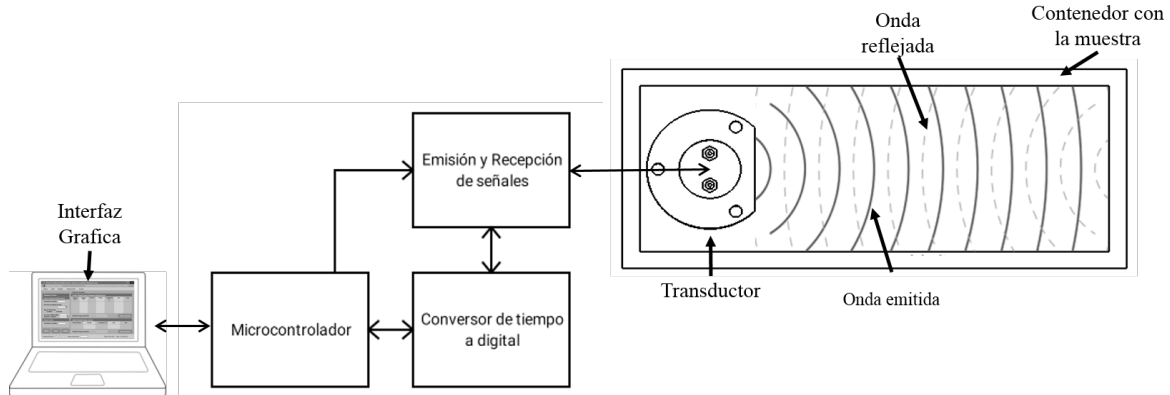 Onda
reflejada
Contenedor con
la muestra
Emisión y Recepción
de señales
Interfaz
Grafica
Transductor
Onda emitida
Microcontrolador
Conversor de tiempo
a digital